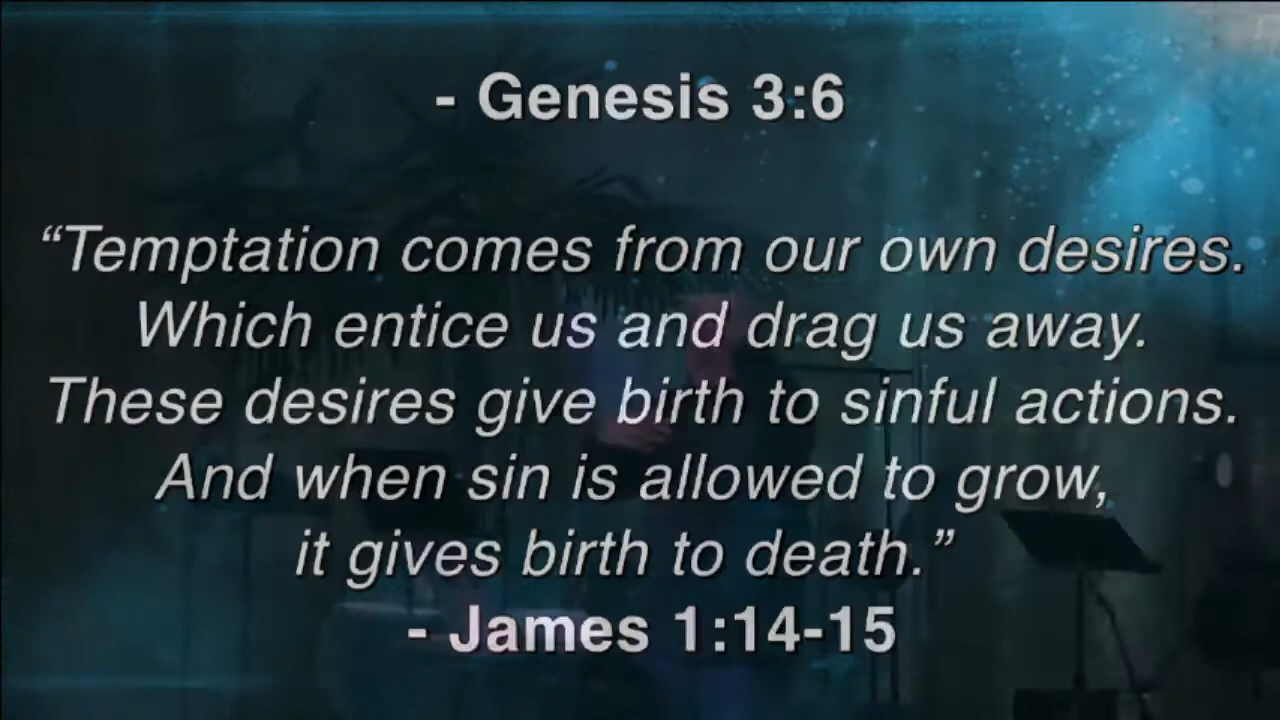 - Genesis 3:6
“Temptation comes from our own desires.
Which entice us and drag us away.
These desires give birth to sinful actions.
And when sin is allowed to grow,
it gives birth to death.”
- James 1:14-15